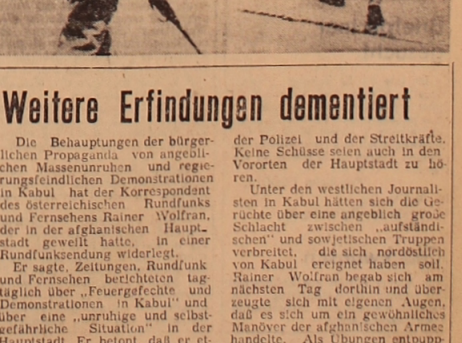 Weitere Erfindungen dementiert
Die Behauptungen der bürger-
lichen Propaganda von angebli-
chen Massenunruhen und regie-
rungsfeindlichen Demonstrationen
in Kabul hat der Korrespondent
des österreichischen Rundfunks
und Fernsehens Rainer Wolfran,
der in der afghanischen Haupt-
stadt geweilt hatte, in einer
Rundfunksendung widerlegt.
Er sagte, Zeitungen, Rundfunk
und Fernsehen berichteten tag-
täglich über „Feuergefechte und
Demonstrationen in Kabul" und
über eine „unruhige und selbst-
gefährliche Situation" in der
Hauptstadt. Er betont, daß er et-
der Polizei und der Streitkräfte.
Keine Schüsse seien auch in den
Vororten der Hauptstadt zu hö-
ren.
Unter den westlichen Journali-
sten in Kabul hätten sich die Ge-
rüchte über eine angeblich große
Schlacht zwischen „aufständi-
schen" und sowjetischen Truppen
verbreitet, die sich nordöstlich
von Kabul ereignet haben soll.
Rainer Wolfran begab sich am
nächsten Tag dorthin und über-
zeugte sich mit eigenen Augen,
daß es sich um ein gewöhnliches
Manöver der afghanischen Armee
handelte. Als Übungen entpupp-